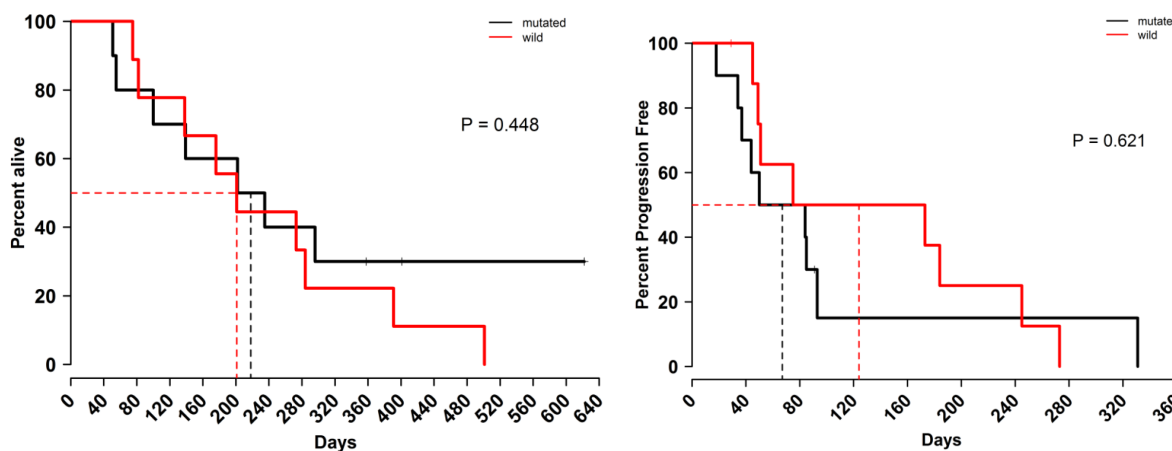 mutated
wild
100
80
60
40
20
0
Percent alive
P = 0.448
0 40 80 120 160 200 240 280 320 360 400 440 480 520 560 600 640
Days
mutate
wild
100
80
60
40
20
0
Percent Progression Free
P = 0.621
0 40 80 120 160 200 240 280 320 360
Days